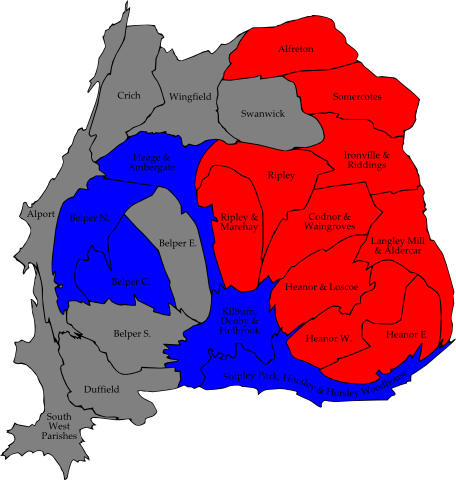 Alfreton
Crich
Wingfield
Somercotes
Swanwick
Heage &
Ambergate
Ironville &
Riddings
Ripley
Alport
Belper N.
Ripley &
Marehay
Codnor &
Waingroves
Belper E.
Langley Mill
& Aldercar
Belper C.
Heanor & Loscoe
Kilburn,
Denby &
Holbrook
Belper S.
Heanor W.
Heanor E.
Shipley Park, Horsley & Horsley Woodhouse
Duffield
South
West
Parishes